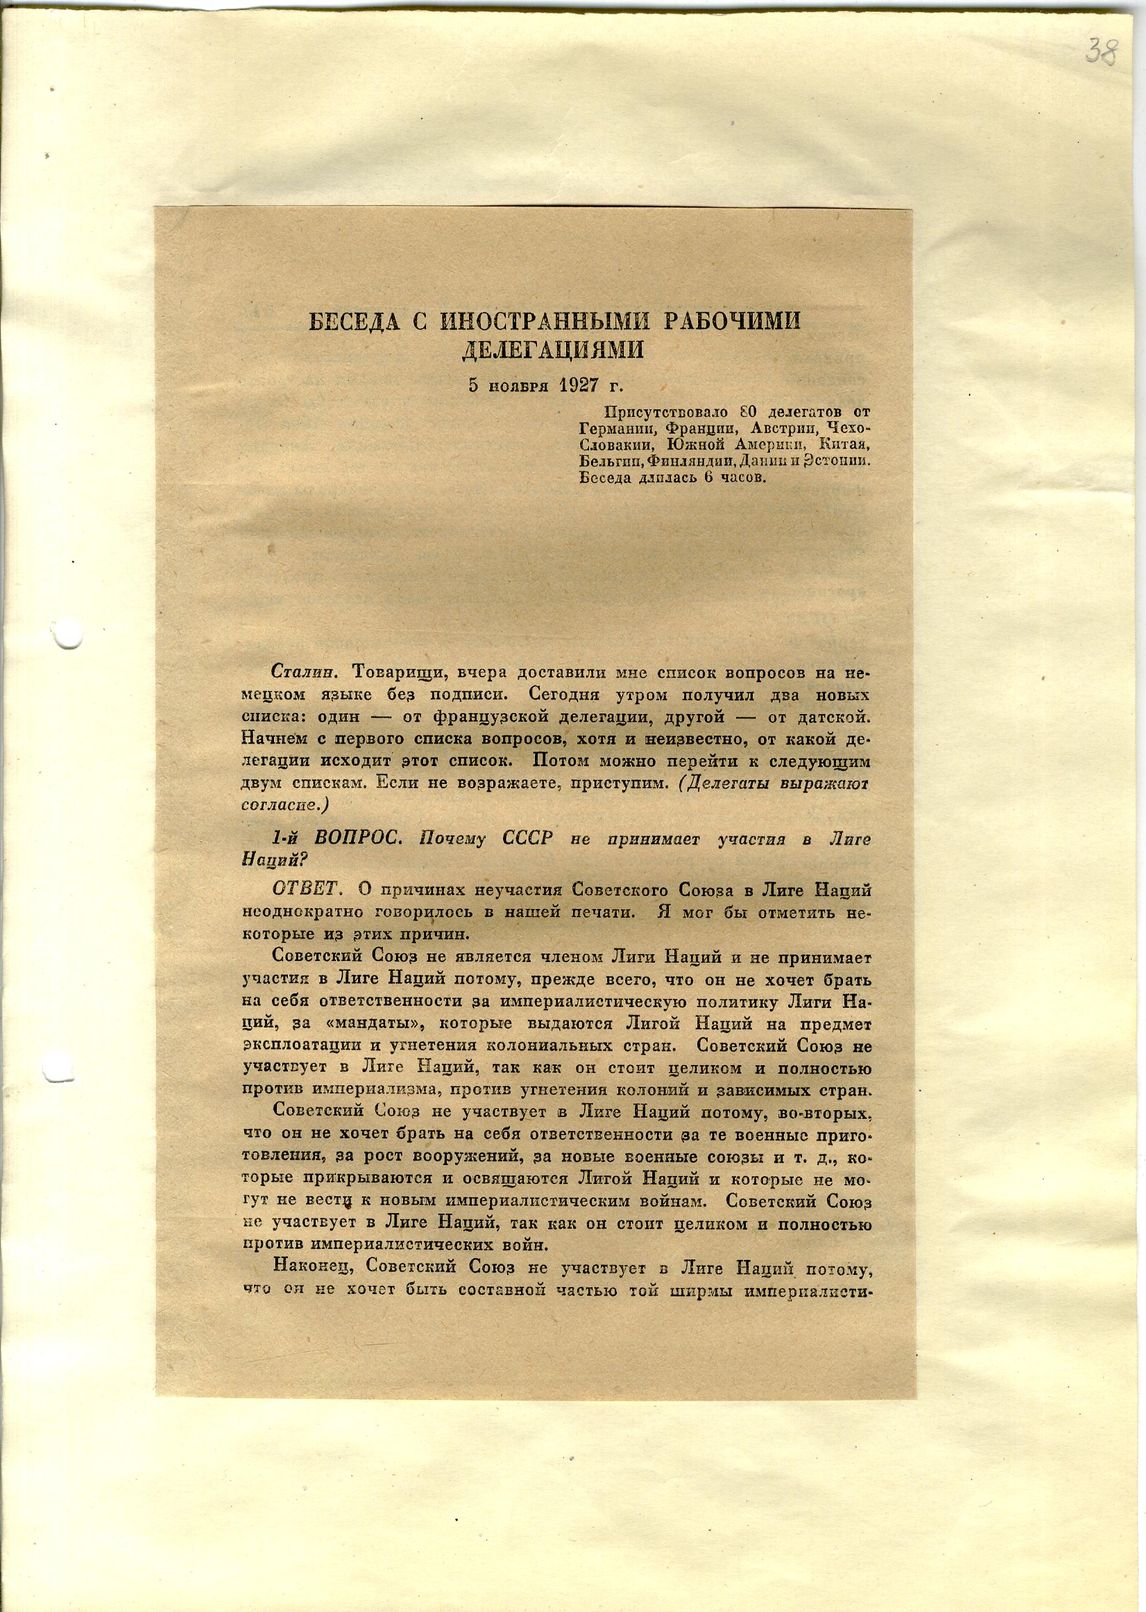 38
БЕСЕДА С ИНОСТРАННЫМИ РАБОЧИМИ
ДЕЛЕГАЦИЯМИ
5 ноября 1927 г.
Присутствовало 80 делегатов от
Германии, Франции, Австрии, Чехо-
Словакии, Южной Америки, Китая,
Бельгии, Финляндии, Дании и Эстонии.
Беседа длилась 6 часов.
Сталин. Товарищи, вчера доставили мне список вопросов на не-
мецком языке без подписи. Сегодня утром получил два новых
списка: один — от французской делегации, другой — от датской.
Начнем с первого списка вопросов, хотя и неизвестно, от какой де-
легации исходит этот список. Потом можно перейти к следующим
двум спискам. Если не возражаете, приступим. (Делегаты выражают
согласие.)
1-й ВОПРОС. Почему СССР не принимает участия в Лиге
Наций?
ОТВЕТ. О причинах неучастия Советского Союза в Лиге Наций
неоднократно говорилось в нашей печати. Я мог бы отметить не-
которые из этих причин.
Советский Союз не является членом Лиги Наций и не принимает
участия в Лиге Наций потому, прежде всего, что он не хочет брать
на себя ответственности за империалистическую политику Лиги На-
ций, за «мандаты», которые выдаются Лигой Наций на предмет
эксплоатации и угнетения колониальных стран. Советский Союз не
участвует в Лиге Наций, так как он стоит целиком и полностью
против империализма, против угнетения колоний и зависимых стран.
Советский Союз не участвует в Лиге Наций потому, во-вторых,
что он не хочет брать на себя ответственности за те военные приго-
товления, за рост вооружений, за новые военные союзы и т. д., ко-
торые прикрываются и освящаются Лигой Наций и которые не мо-
гут не вести к новым империалистическим войнам. Советский Союз
не участвует в Лиге Наций, так как он стоит целиком и полностью
против империалистических войн.
Наконец, Советский Союз не участвует в Лиге Наций потому,
что он не хочет быть составной частью той ширмы империалисти-